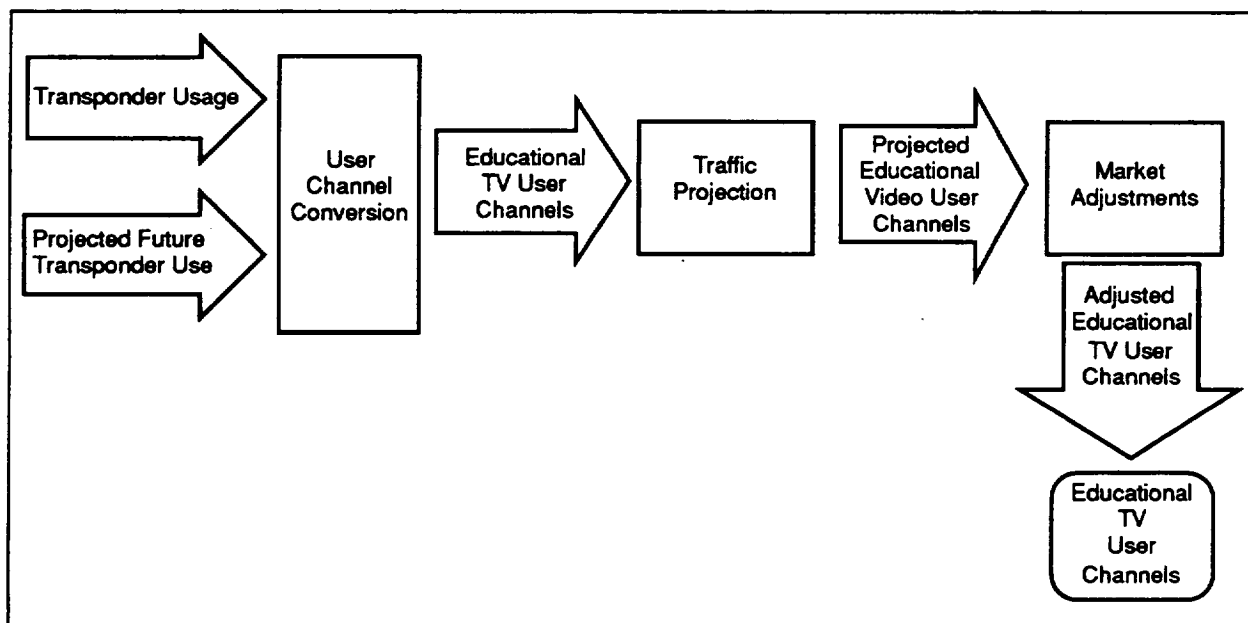 Transponder Usage
Projected Future
Transponder Use
User
Channel
Conversion
Educational
TV User
Channels
Traffic
Projection
Projected
Educational
Video User
Channels
Market
Adjustments
Adjusted
Educational
TV User
Channels
Educational
TV
User
Channels